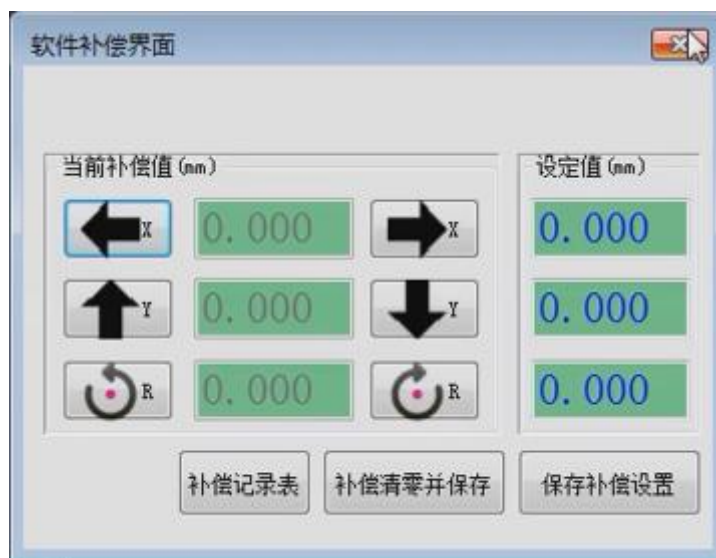 软件补偿界面
当前补偿值(mm)
设定值(mm)
X 0.000 X 0.000
Y 0.000 Y 0.000
R 0.000 R 0.000
补偿记录表 补偿清零并保存 保存补偿设置